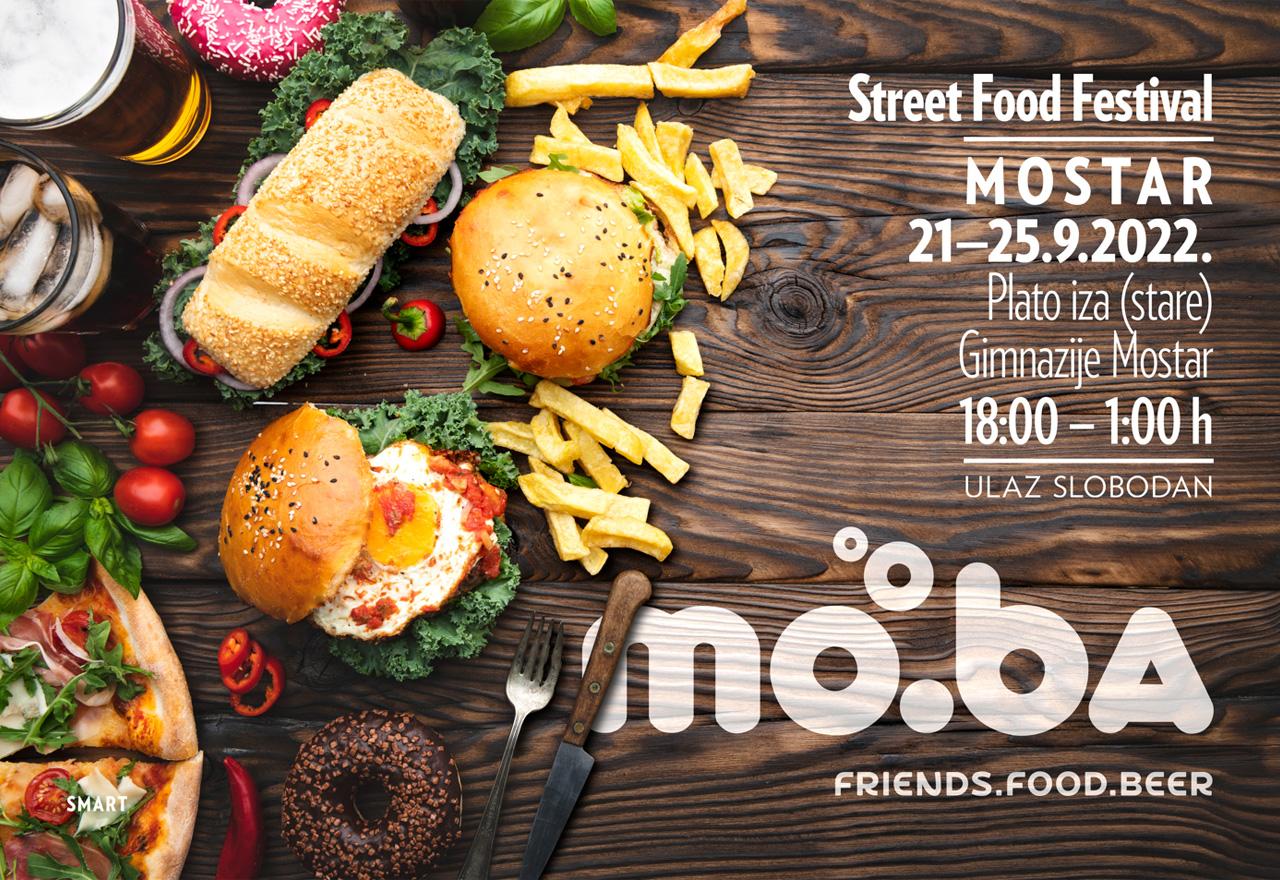 Street Food Festival
MOSTAR
21–25.9.2022.
Plato iza (stare)
Gimnazije Mostar
18:00 – 1:00 h
ULAZ SLOBODAN
mo.bA
FRIENDS.FOOD.BEER
SMART